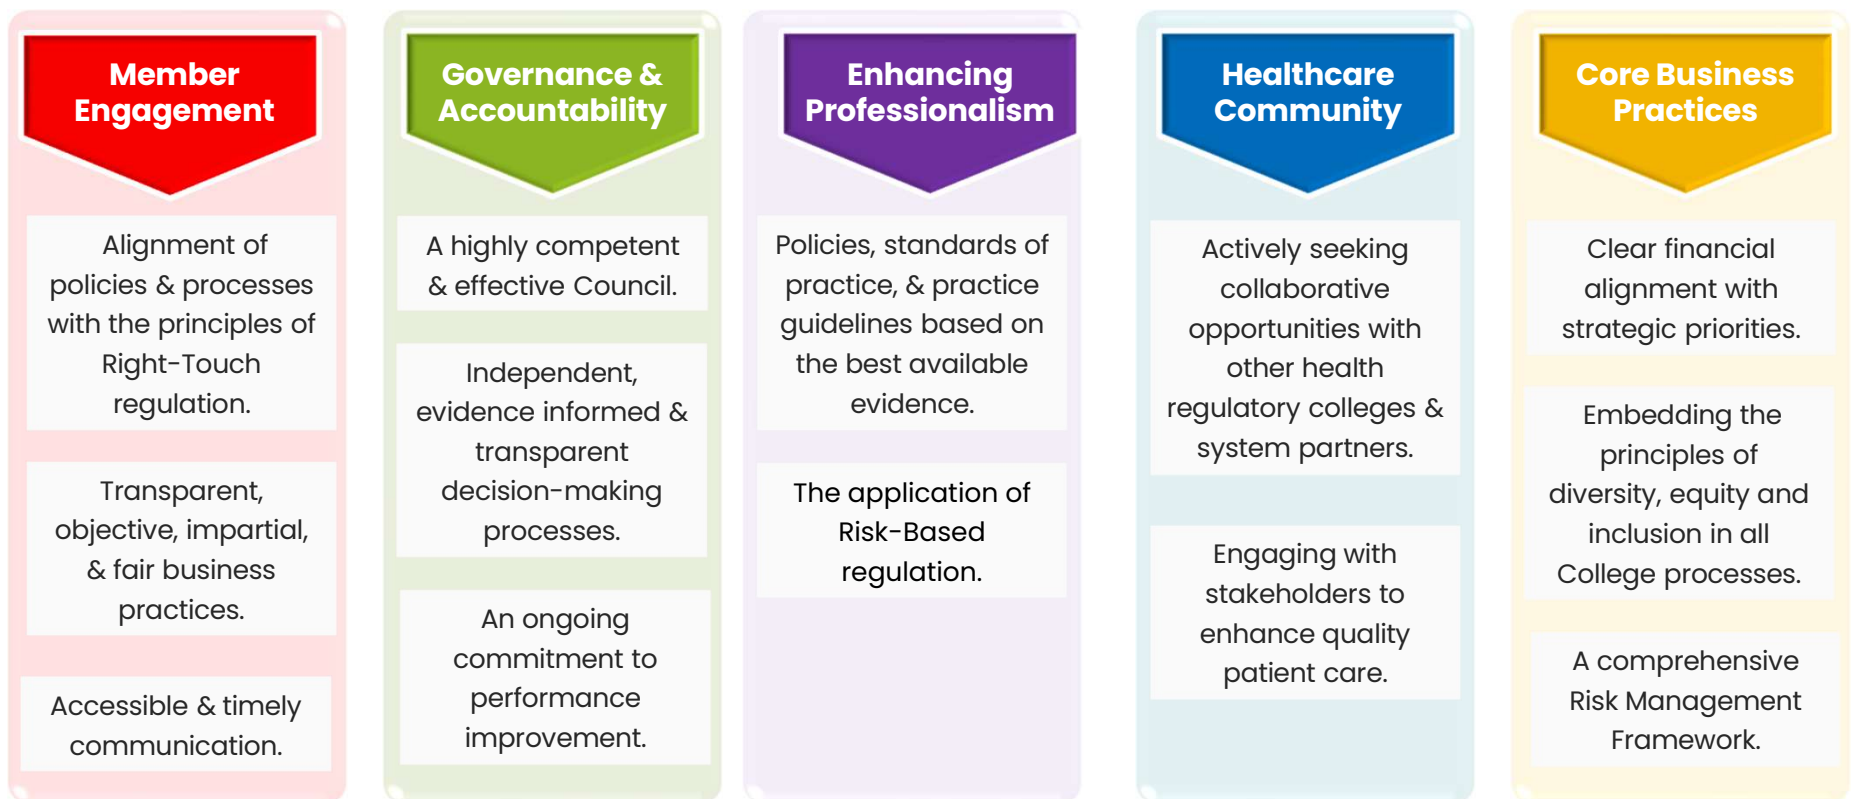 Member
Engagement
Alignment of
policies & processes
with the principles of
Right-Touch
regulation.
Transparent,
objective, impartial,
& fair business
practices.
Accessible & timely
communication.
Governance &
Accountability
A highly competent
& effective Council.
Independent,
evidence informed &
transparent
decision-making
processes.
An ongoing
commitment to
performance
improvement.
Enhancing
Professionalism
Policies, standards of
practice, & practice
guidelines based on
the best available
evidence.
The application of
Risk-Based
regulation.
Healthcare
Community
Actively seeking
collaborative
opportunities with
other health
regulatory colleges &
system partners.
Engaging with
stakeholders to
enhance quality
patient care.
Core Business
Practices
Clear financial
alignment with
strategic priorities.
Embedding the
principles of
diversity, equity and
inclusion in all
College processes.
A comprehensive
Risk Management
Framework.